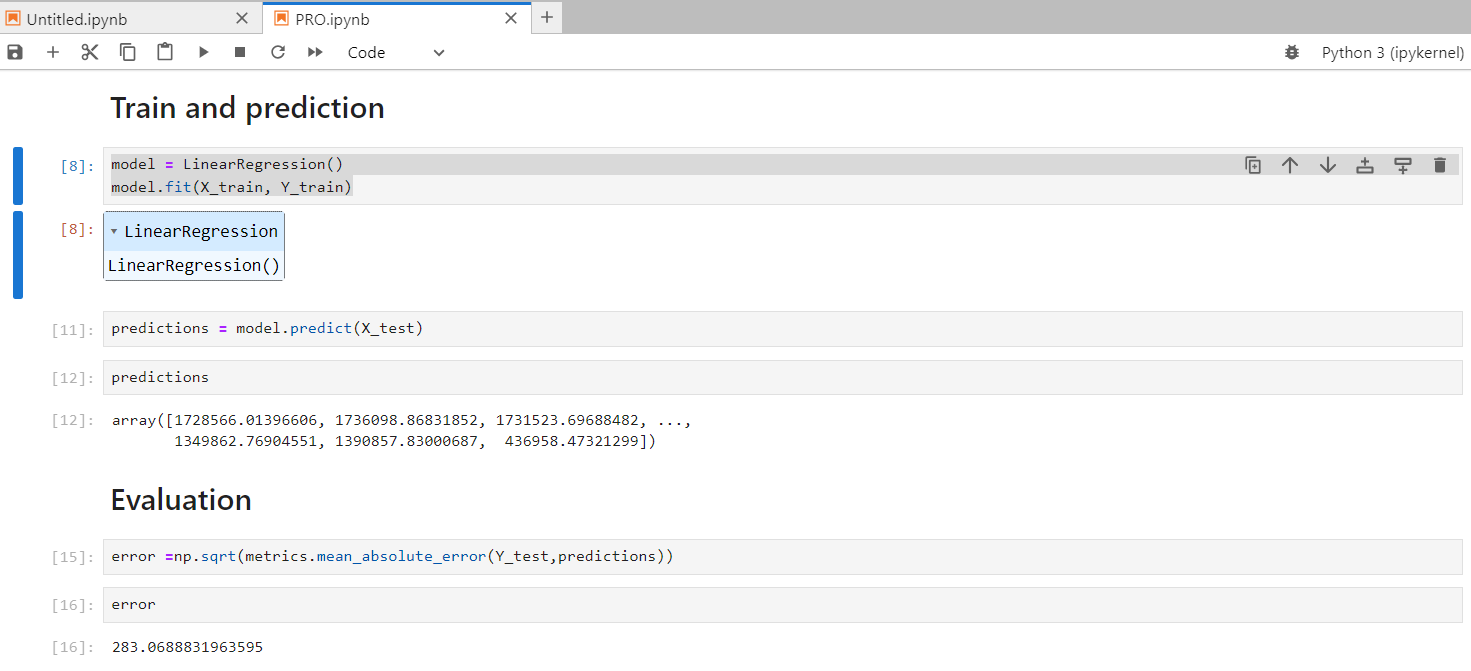 Untitled.ipynb
PRO.ipynb
Code
Python 3 (ipykernel)
Train and prediction
[8]: model = LinearRegression()
model.fit(X_train, Y_train)
[8]: LinearRegression
LinearRegression()
[11]: predictions = model.predict(X_test)
[12]: predictions
[12]: array([1728566.01396606, 1736098.86831852, 1731523.69688482, ...,
1349862.76904551, 1390857.83000687,  436958.47321299])
Evaluation
[15]: error =np.sqrt(metrics.mean_absolute_error(Y_test,predictions))
[16]: error
[16]: 283.0688831963595